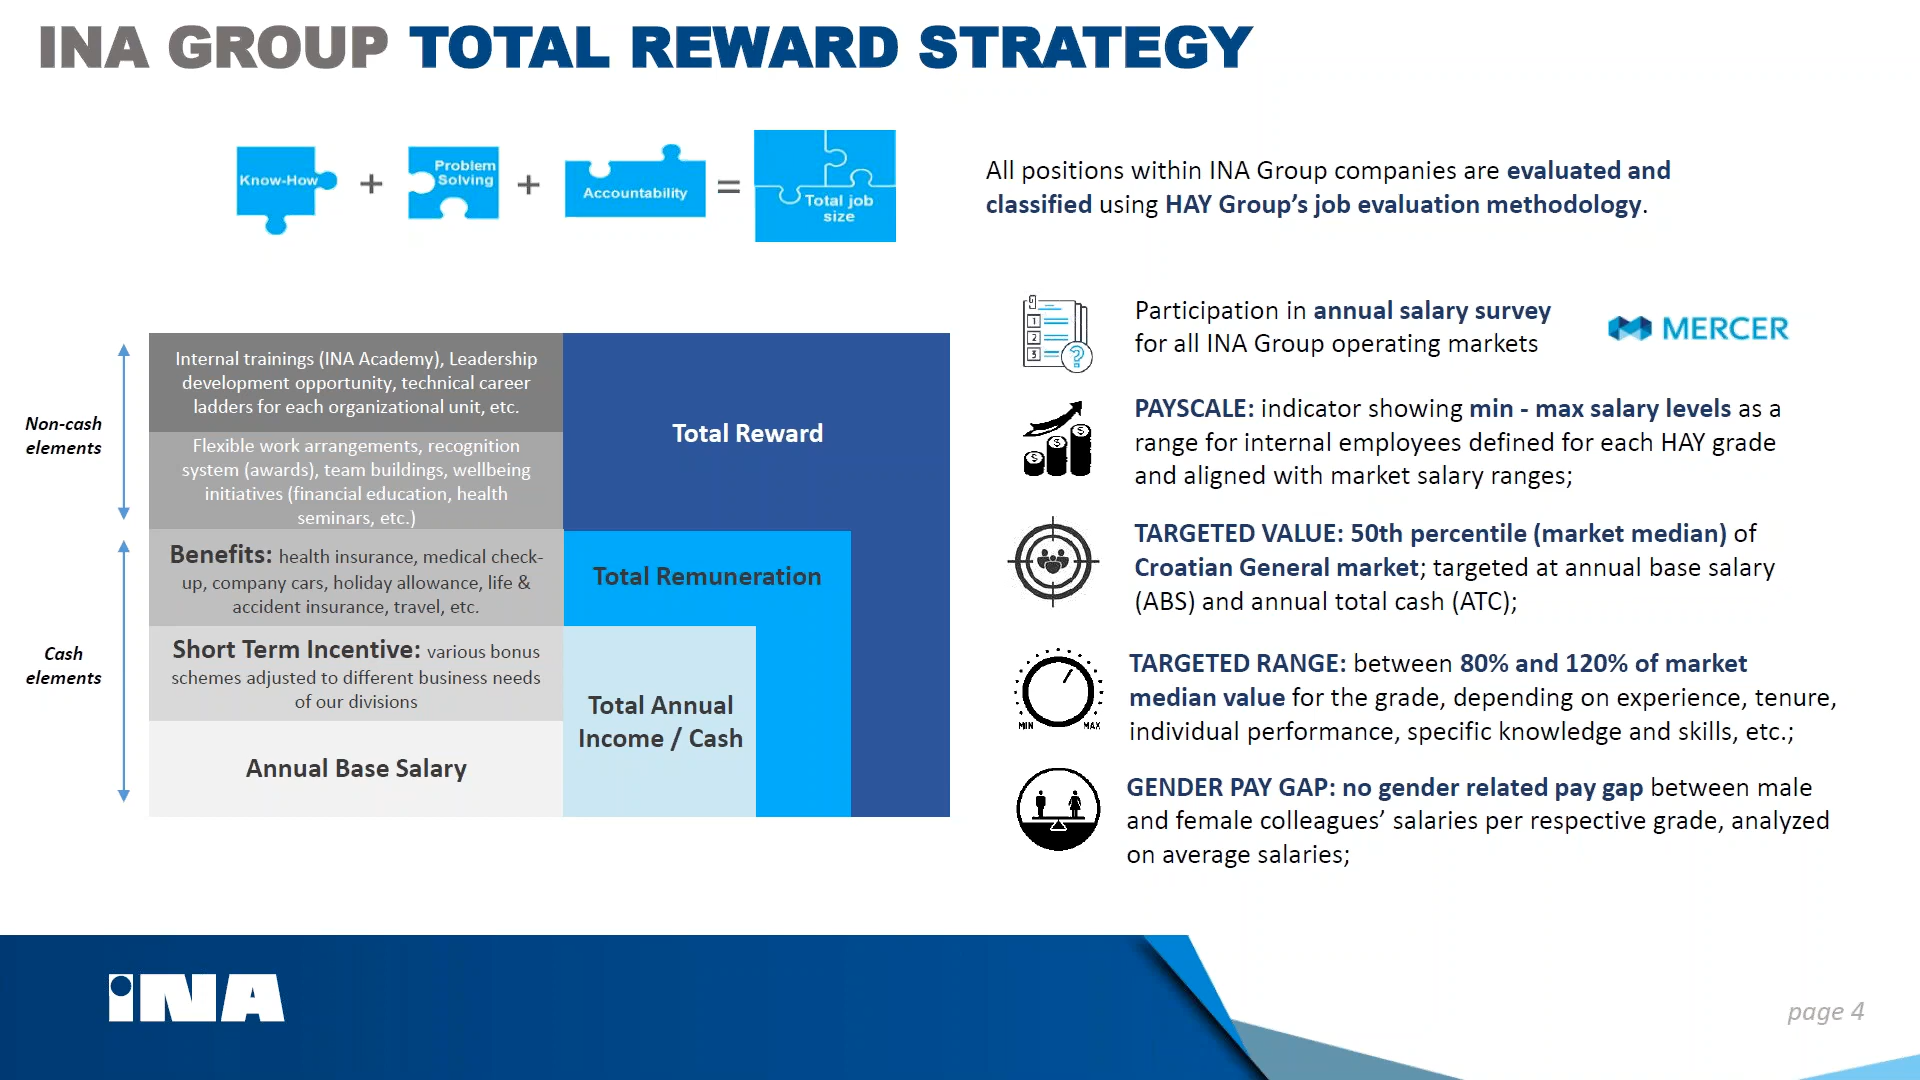 INA GROUP TOTAL REWARD STRATEGY
Know-How
+
Problem
Solving
+
Accountability
=
Total job
size
All positions within INA Group companies are evaluated and
classified using HAY Group’s job evaluation methodology.
Non-cash
elements
Cash
elements
Internal trainings (INA Academy), Leadership
development opportunity, technical career
ladders for each organizational unit, etc.
Flexible work arrangements, recognition
system (awards), team buildings, wellbeing
initiatives (financial education, health
seminars, etc.)
Benefits: health insurance, medical check-
up, company cars, holiday allowance, life &
accident insurance, travel, etc.
Short Term Incentive: various bonus
schemes adjusted to different business needs
of our divisions
Annual Base Salary
Total Reward
Total Remuneration
Total Annual
Income / Cash
1
2
3
?
Participation in annual salary survey
for all INA Group operating markets
MERCER
$
$
$
PAYSCALE: indicator showing min - max salary levels as a
range for internal employees defined for each HAY grade
and aligned with market salary ranges;
TARGETED VALUE: 50th percentile (market median) of
Croatian General market; targeted at annual base salary
(ABS) and annual total cash (ATC);
MIN
MAX
TARGETED RANGE: between 80% and 120% of market
median value for the grade, depending on experience, tenure,
individual performance, specific knowledge and skills, etc.;
GENDER PAY GAP: no gender related pay gap between male
and female colleagues’ salaries per respective grade, analyzed
on average salaries;
iNA
page 4